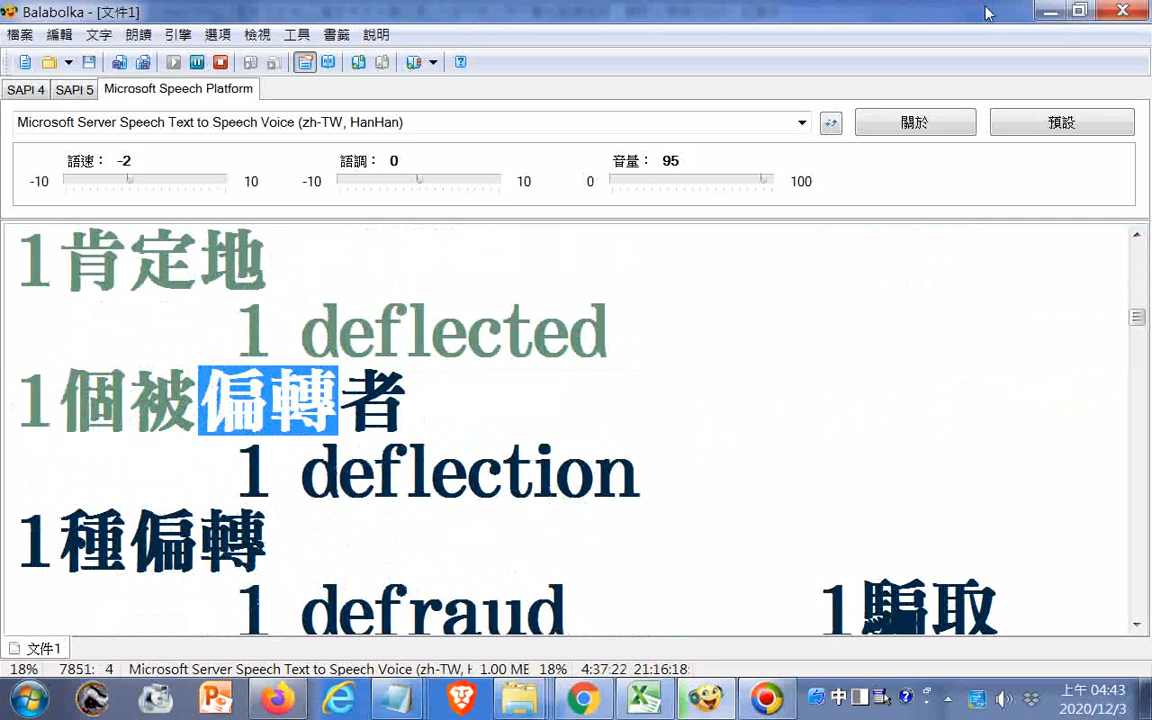 Balabolka - [文件1]
檔案 編輯 文字 朗讀 引擎 選項 檢視 工具 書籤 說明
SAPI 4 SAPI 5 Microsoft Speech Platform
Microsoft Server Speech Text to Speech Voice (zh-TW, HanHan) 關於 預設
語速： -2 語調： 0 音量： 95
-10 10 -10 10 0 100
1肯定地
1 deflected
1個被偏轉者
1 deflection
1種偏轉
1 defraud 1騙取
文件1
18% 7851: 4 Microsoft Server Speech Text to Speech Voice (zh-TW, H 1.00 ME 18% 4:37:22 21:16:18
中 上午 04:43
2020/12/3